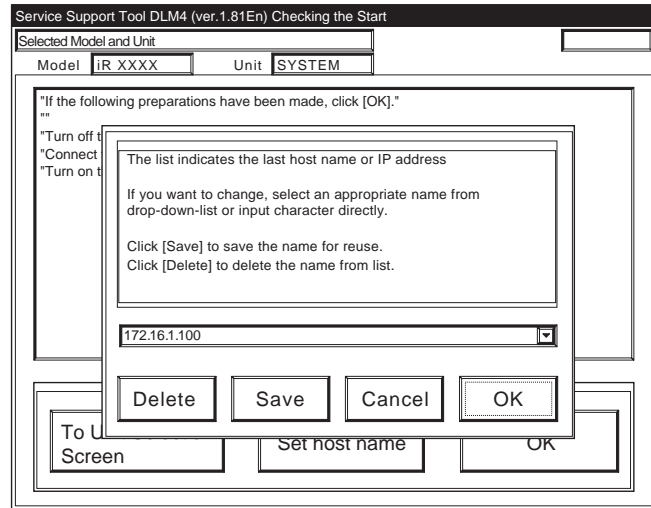 Service Support Tool DLM4 (ver.1.81En) Checking the Start
Selected Model and Unit
Model iR XXXX Unit SYSTEM
"If the following preparations have been made, click [OK]."
""
"Turn off
"Connect
"Turn on
The list indicates the last host name or IP address
If you want to change, select an appropriate name from
drop-down-list or input character directly.
Click [Save] to save the name for reuse.
Click [Delete] to delete the name from list.
172.16.1.100
Delete Save Cancel OK
To
Screen
Set host name
OK